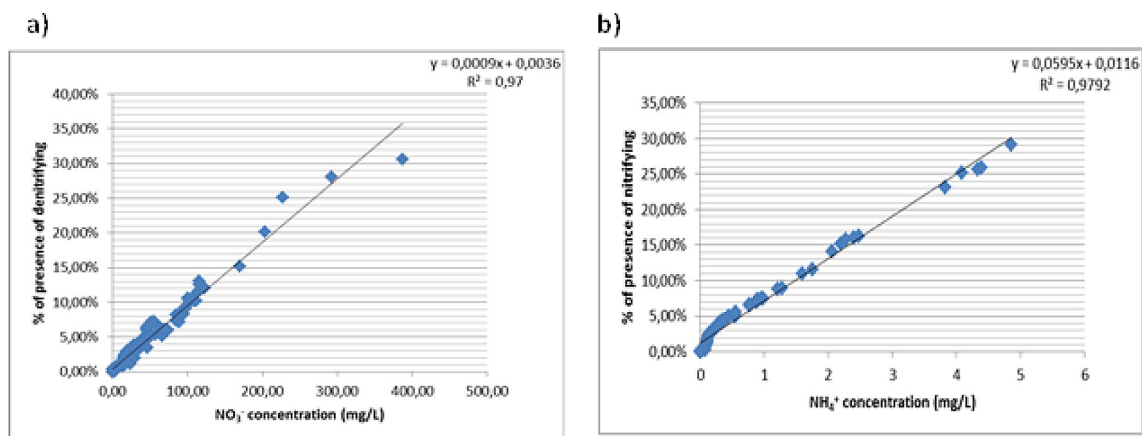 a)
y = 0,0009x + 0,0036
R² = 0,97
40,00%
35,00%
30,00%
25,00%
20,00%
15,00%
10,00%
5,00%
0,00%
% of presence of denitrifying
0,00 100,00 200,00 300,00 400,00 500,00
NO₃⁻ concentration (mg/L)
b)
y = 0,0595x + 0,0116
R² = 0,9792
35,00%
30,00%
25,00%
20,00%
15,00%
10,00%
5,00%
0,00%
% of presence of nitrifying
0 1 2 3 4 5 6
NH₄⁺ concentration (mg/L)